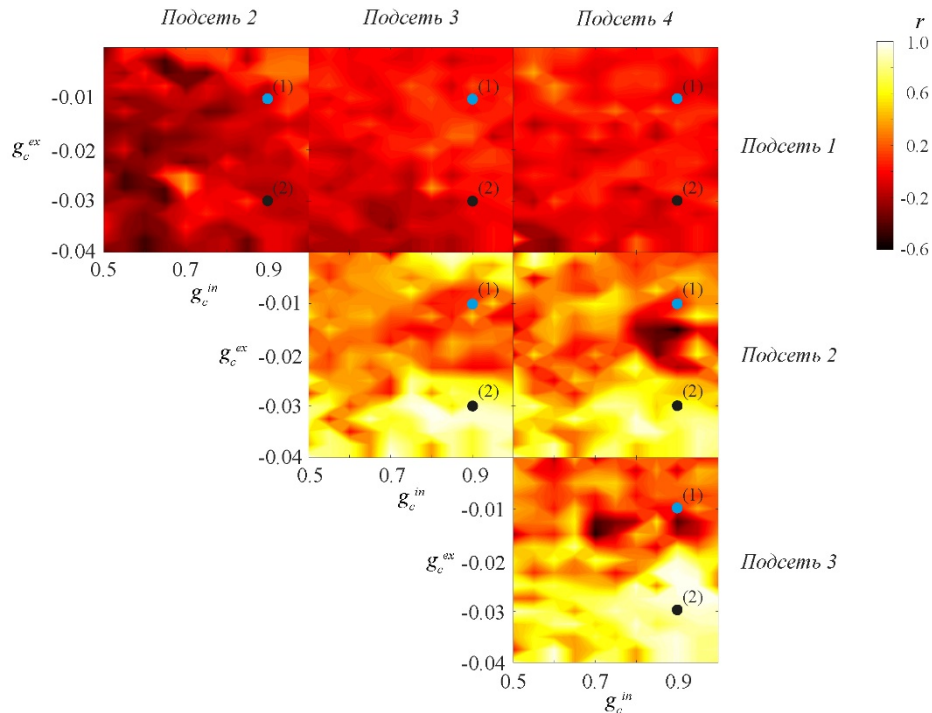 Подсеть 2 Подсеть 3 Подсеть 4
r
1.0
0.6
0.2
-0.2
-0.6
-0.01
-0.02
-0.03
-0.04
g_c^ex
(1) (1) (1)
(2) (2) (2)
Подсеть 1
0.5 0.7 0.9
g_c^in
-0.01
-0.02
-0.03
-0.04
g_c^ex
(1) (1)
(2) (2)
Подсеть 2
0.5 0.7 0.9
g_c^in
-0.01
-0.02
-0.03
-0.04
g_c^ex
(1)
(2)
Подсеть 3
0.5 0.7 0.9
g_c^in